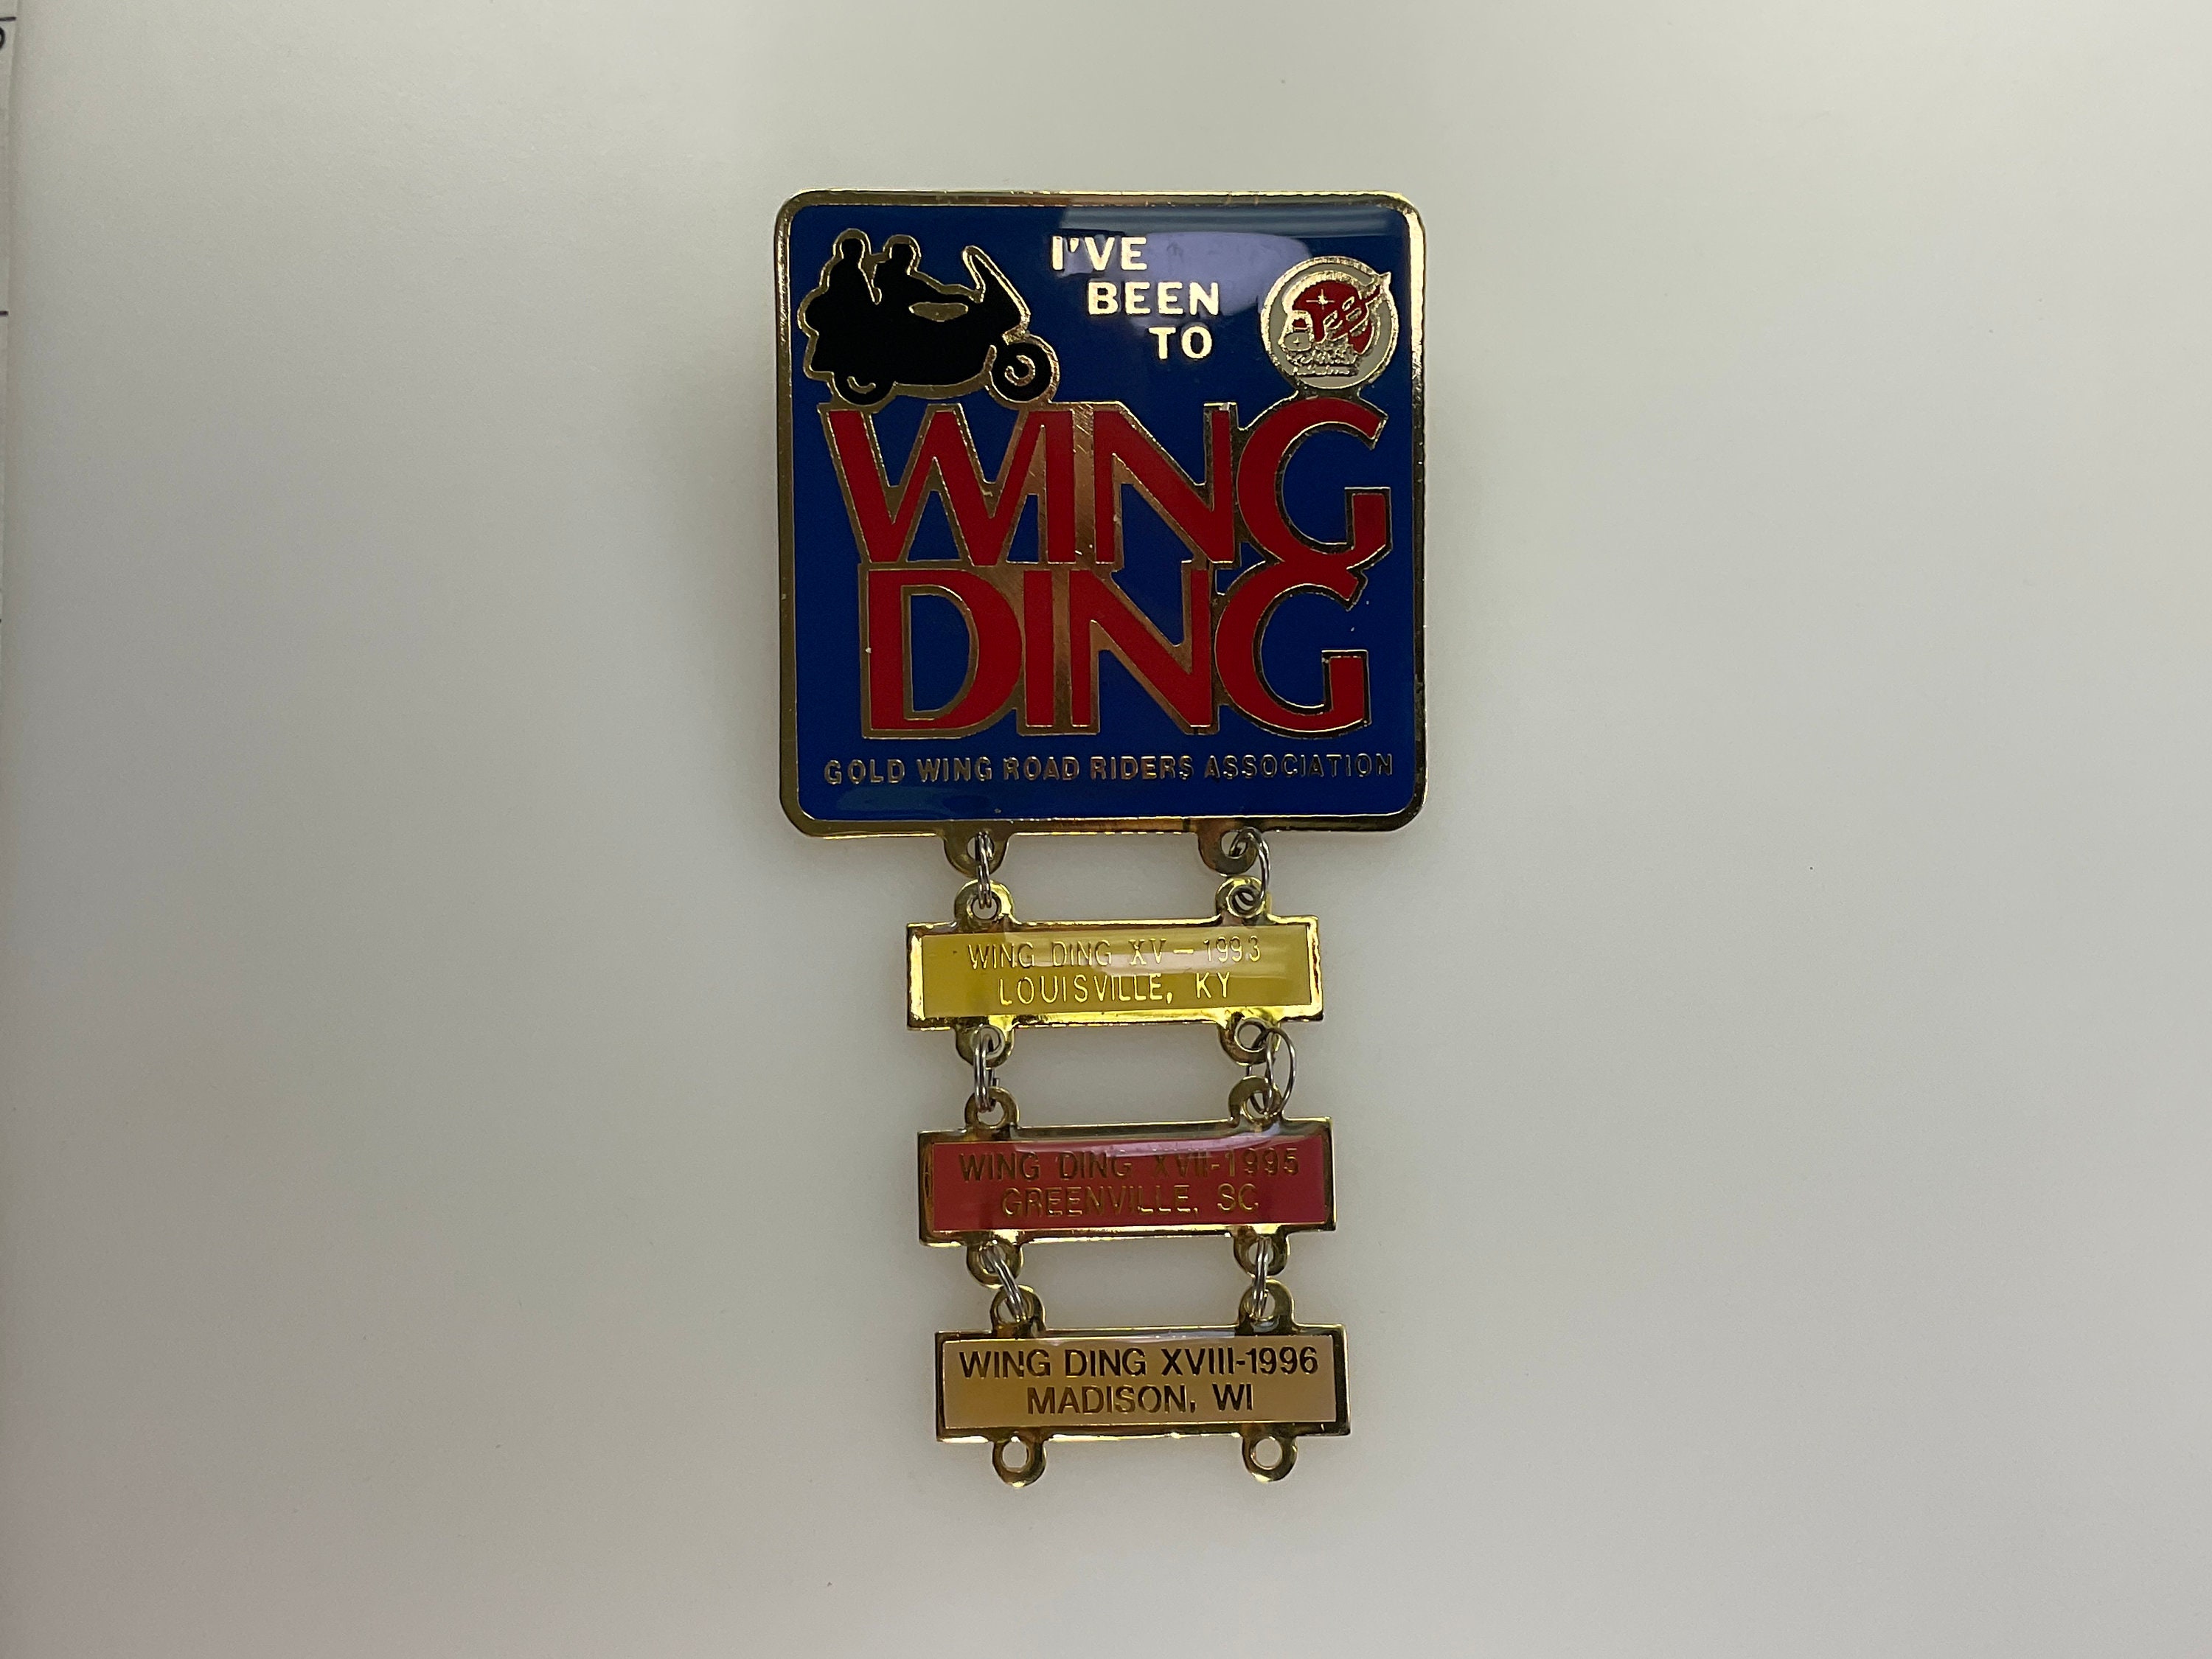 I'VE
BEEN
TO
WING
DING
GOLD WING ROAD RIDERS ASSOCIATION
WING DING XV - 1993
LOUISVILLE, KY
WING DING XVII-1995
GREENVILLE, SC
WING DING XVIII-1996
MADISON, WI